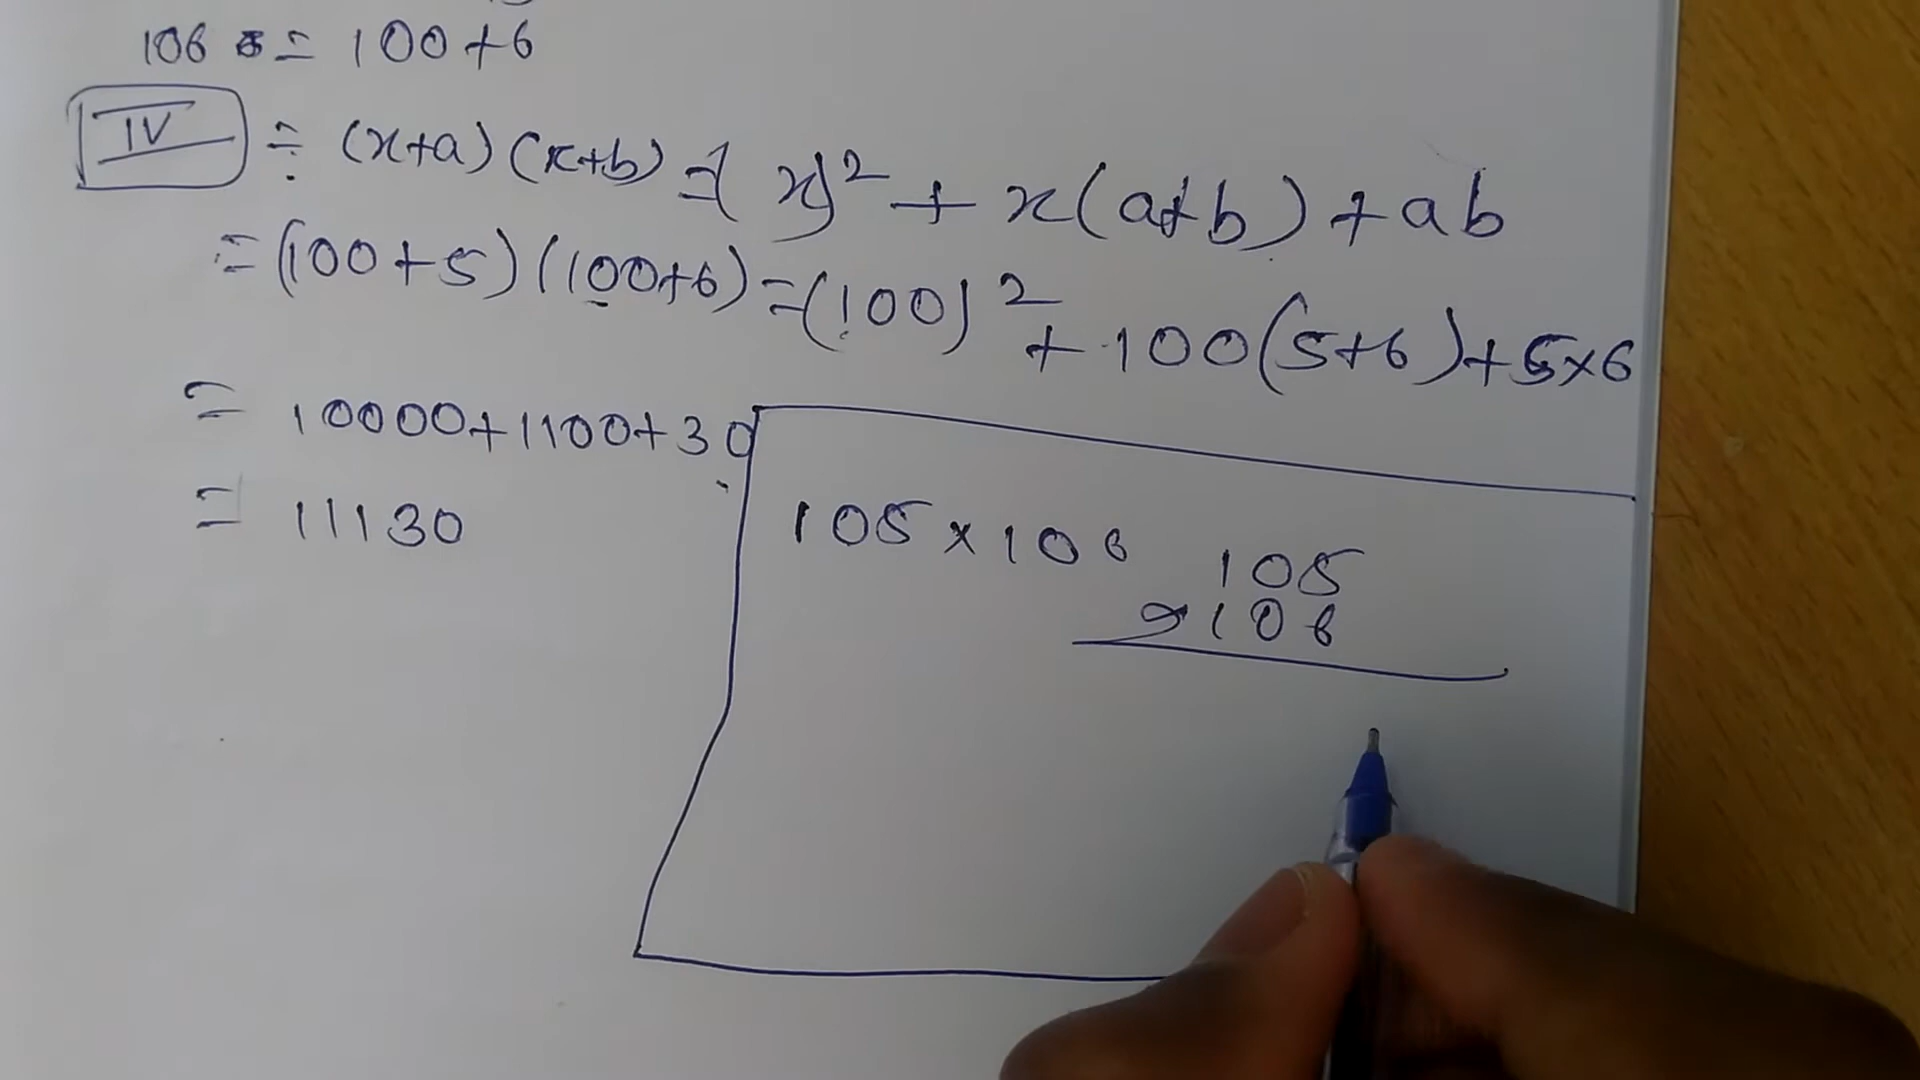 106 = 100+6
IV ÷ (x+a)(x+b) = (x)² + x(a+b) + ab
= (100+5)(100+6) = (100)² + 100(5+6) + 5×6
= 10000+1100+30
= 11130
105 × 106
105
×106